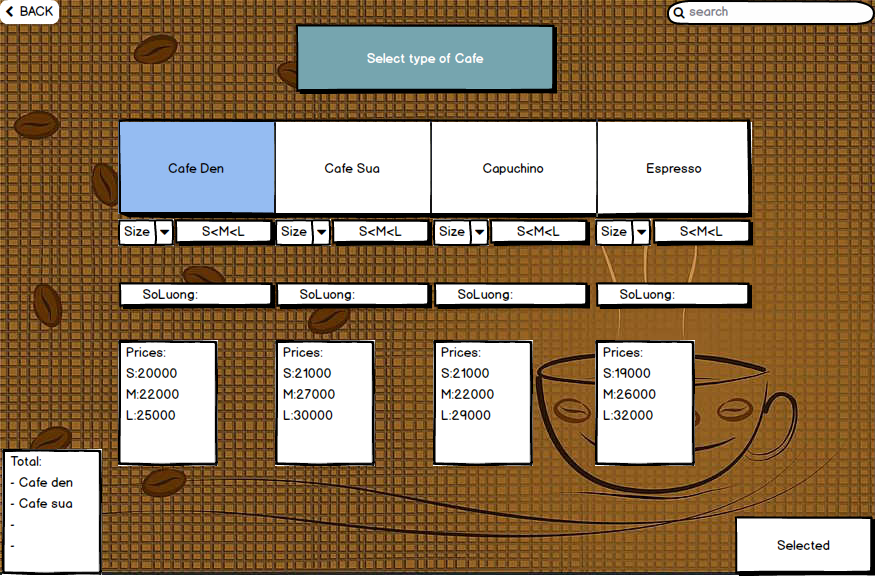 BACK
search
Select type of Cafe
Cafe Den
Cafe Sua
Capuchino
Espresso
Size
S<M<L
Size
S<M<L
Size
S<M<L
Size
S<M<L
SoLuong:
SoLuong:
SoLuong:
SoLuong:
Prices:
S:20000
M:22000
L:25000
Prices:
S:21000
M:27000
L:30000
Prices:
S:21000
M:22000
L:29000
Prices:
S:19000
M:26000
L:32000
Total:
- Cafe den
- Cafe sua
-
-
Selected